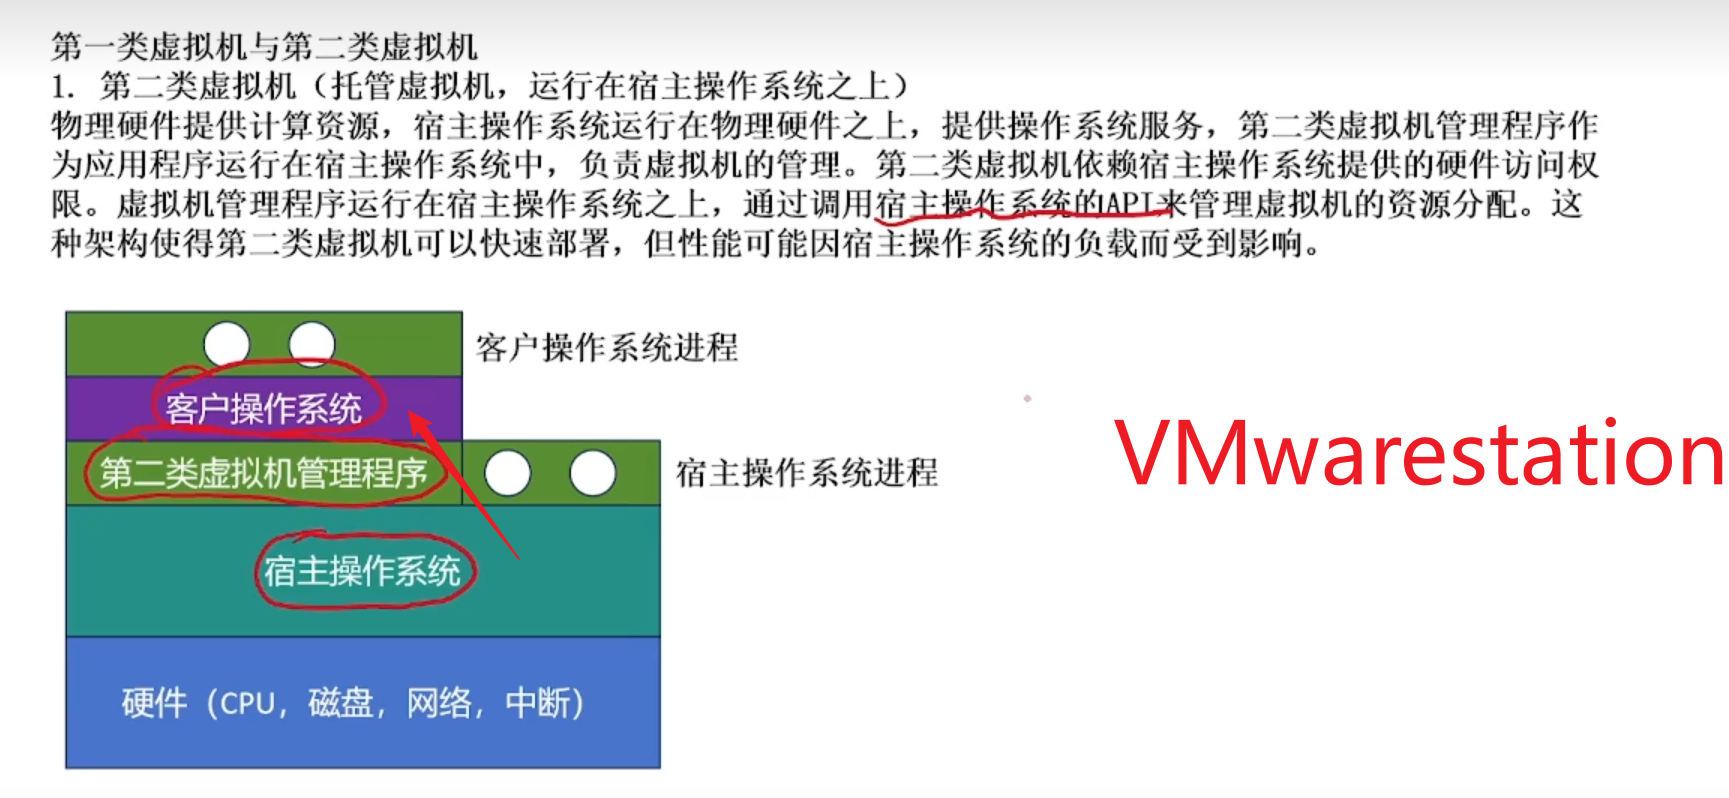 第一类虚拟机与第二类虚拟机
1. 第二类虚拟机（托管虚拟机，运行在宿主操作系统之上）
物理硬件提供计算资源，宿主操作系统运行在物理硬件之上，提供操作系统服务，第二类虚拟机管理程序作
为应用程序运行在宿主操作系统中，负责虚拟机的管理。第二类虚拟机依赖宿主操作系统提供的硬件访问权
限。虚拟机管理程序运行在宿主操作系统之上，通过调用宿主操作系统的API来管理虚拟机的资源分配。这
种架构使得第二类虚拟机可以快速部署，但性能可能因宿主操作系统的负载而受到影响。
客户操作系统进程
客户操作系统
VMwarestation
第二类虚拟机管理程序
宿主操作系统进程
宿主操作系统
硬件（CPU，磁盘，网络，中断）